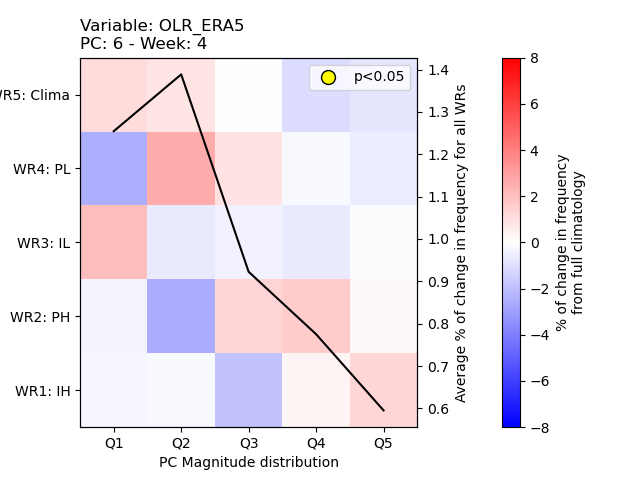 Variable: OLR_ERA5
PC: 6 - Week: 4
p<0.05
WR5: Clima
WR4: PL
WR3: IL
WR2: PH
WR1: IH
Q1 Q2 Q3 Q4 Q5
PC Magnitude distribution
1.4
1.3
1.2
1.1
1.0
0.9
0.8
0.7
0.6
Average % of change in frequency for all WRs
8
6
4
2
0
−2
−4
−6
−8
% of change in frequency
from full climatology